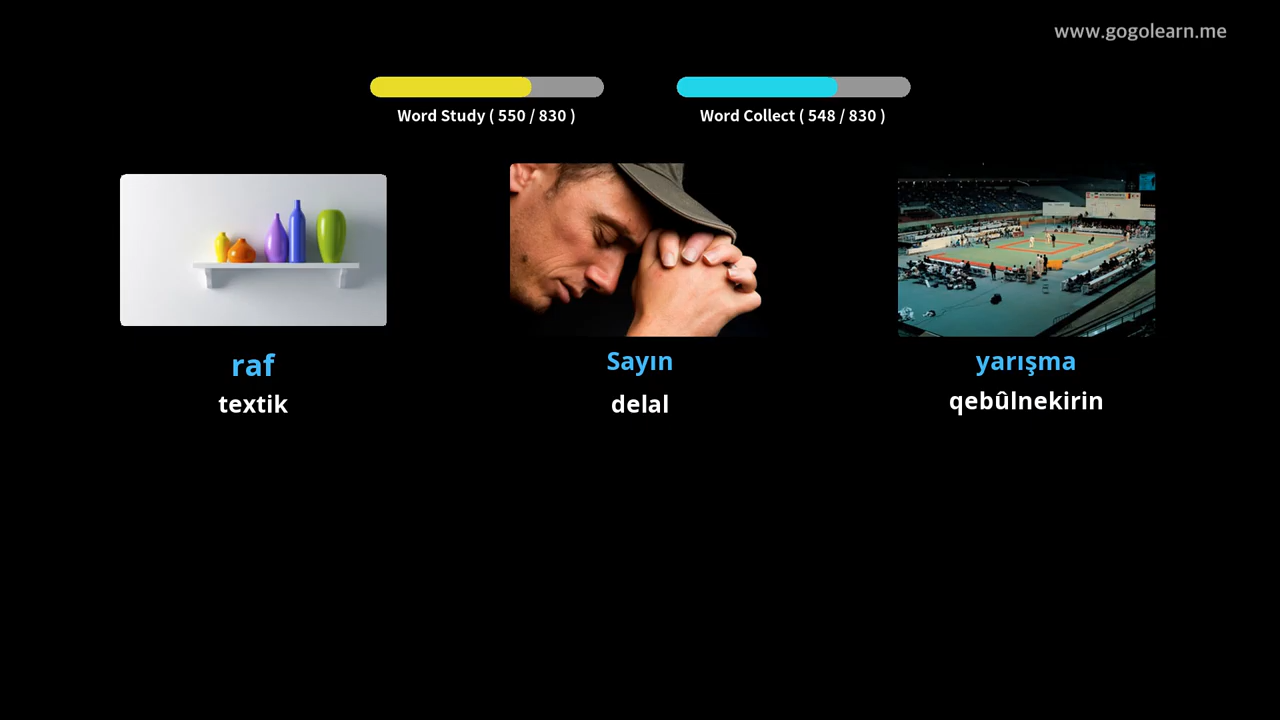 www.gogolearn.me
Word Study ( 550 / 830 )
Word Collect ( 548 / 830 )
raf
Sayın
yarışma
textik
delal
qebûlnekirin